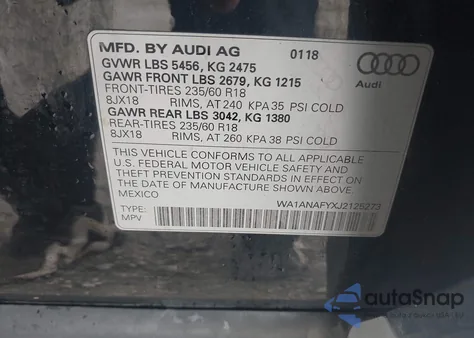 MFD. BY AUDI AG 0118
GVWR LBS 5456, KG 2475
GAWR FRONT LBS 2679, KG 1215
FRONT-TIRES 235/60 R18
8JX18 RIMS, AT 240 KPA 35 PSI COLD
GAWR REAR LBS 3042, KG 1380
REAR-TIRES 235/60 R18
8JX18 RIMS, AT 260 KPA 38 PSI COLD
Audi
THIS VEHICLE CONFORMS TO ALL APPLICABLE
U.S. FEDERAL MOTOR VEHICLE SAFETY AND
THEFT PREVENTION STANDARDS IN EFFECT ON
THE DATE OF MANUFACTURE SHOWN ABOVE.
MEXICO
WA1ANAFYXJ2125273
TYPE:
MPV
autoSnap